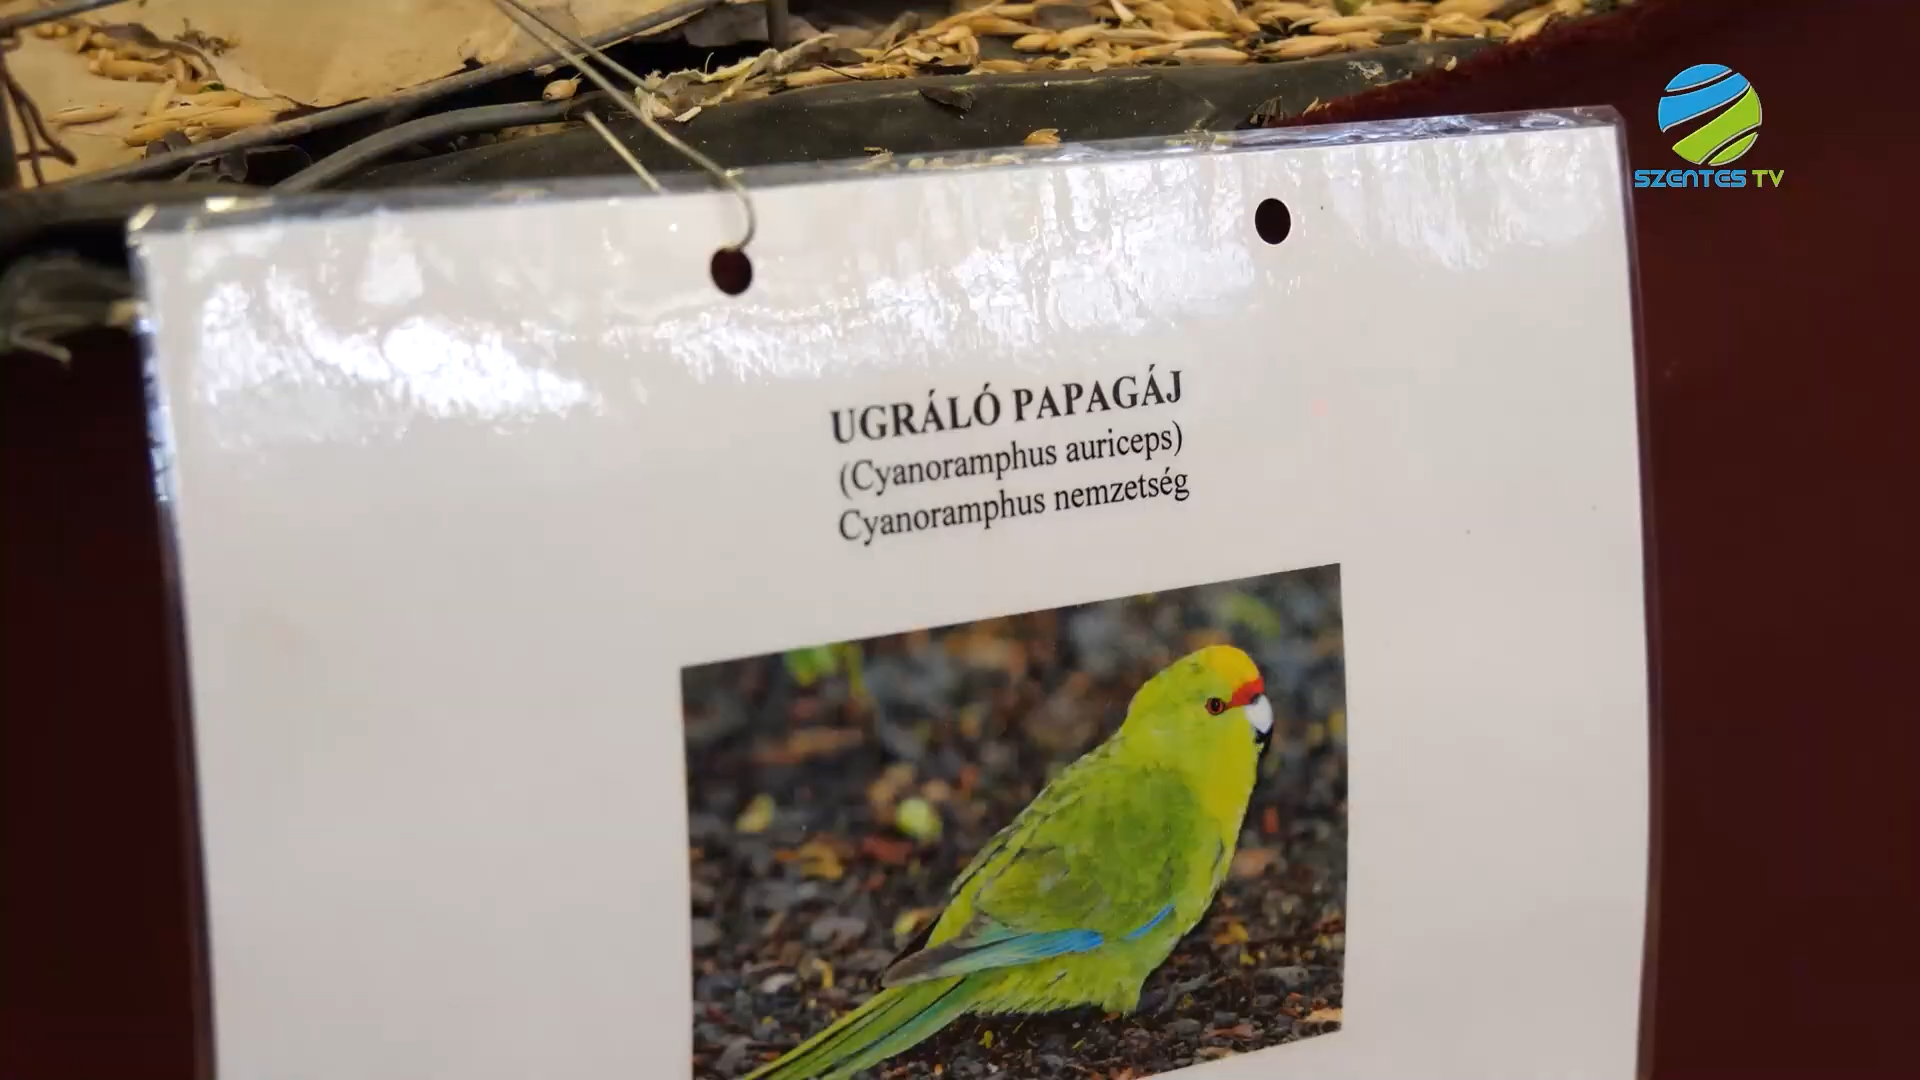 SZENTES TV
UGRÁLÓ PAPAGÁJ
(Cyanoramphus auriceps)
Cyanoramphus nemzetség